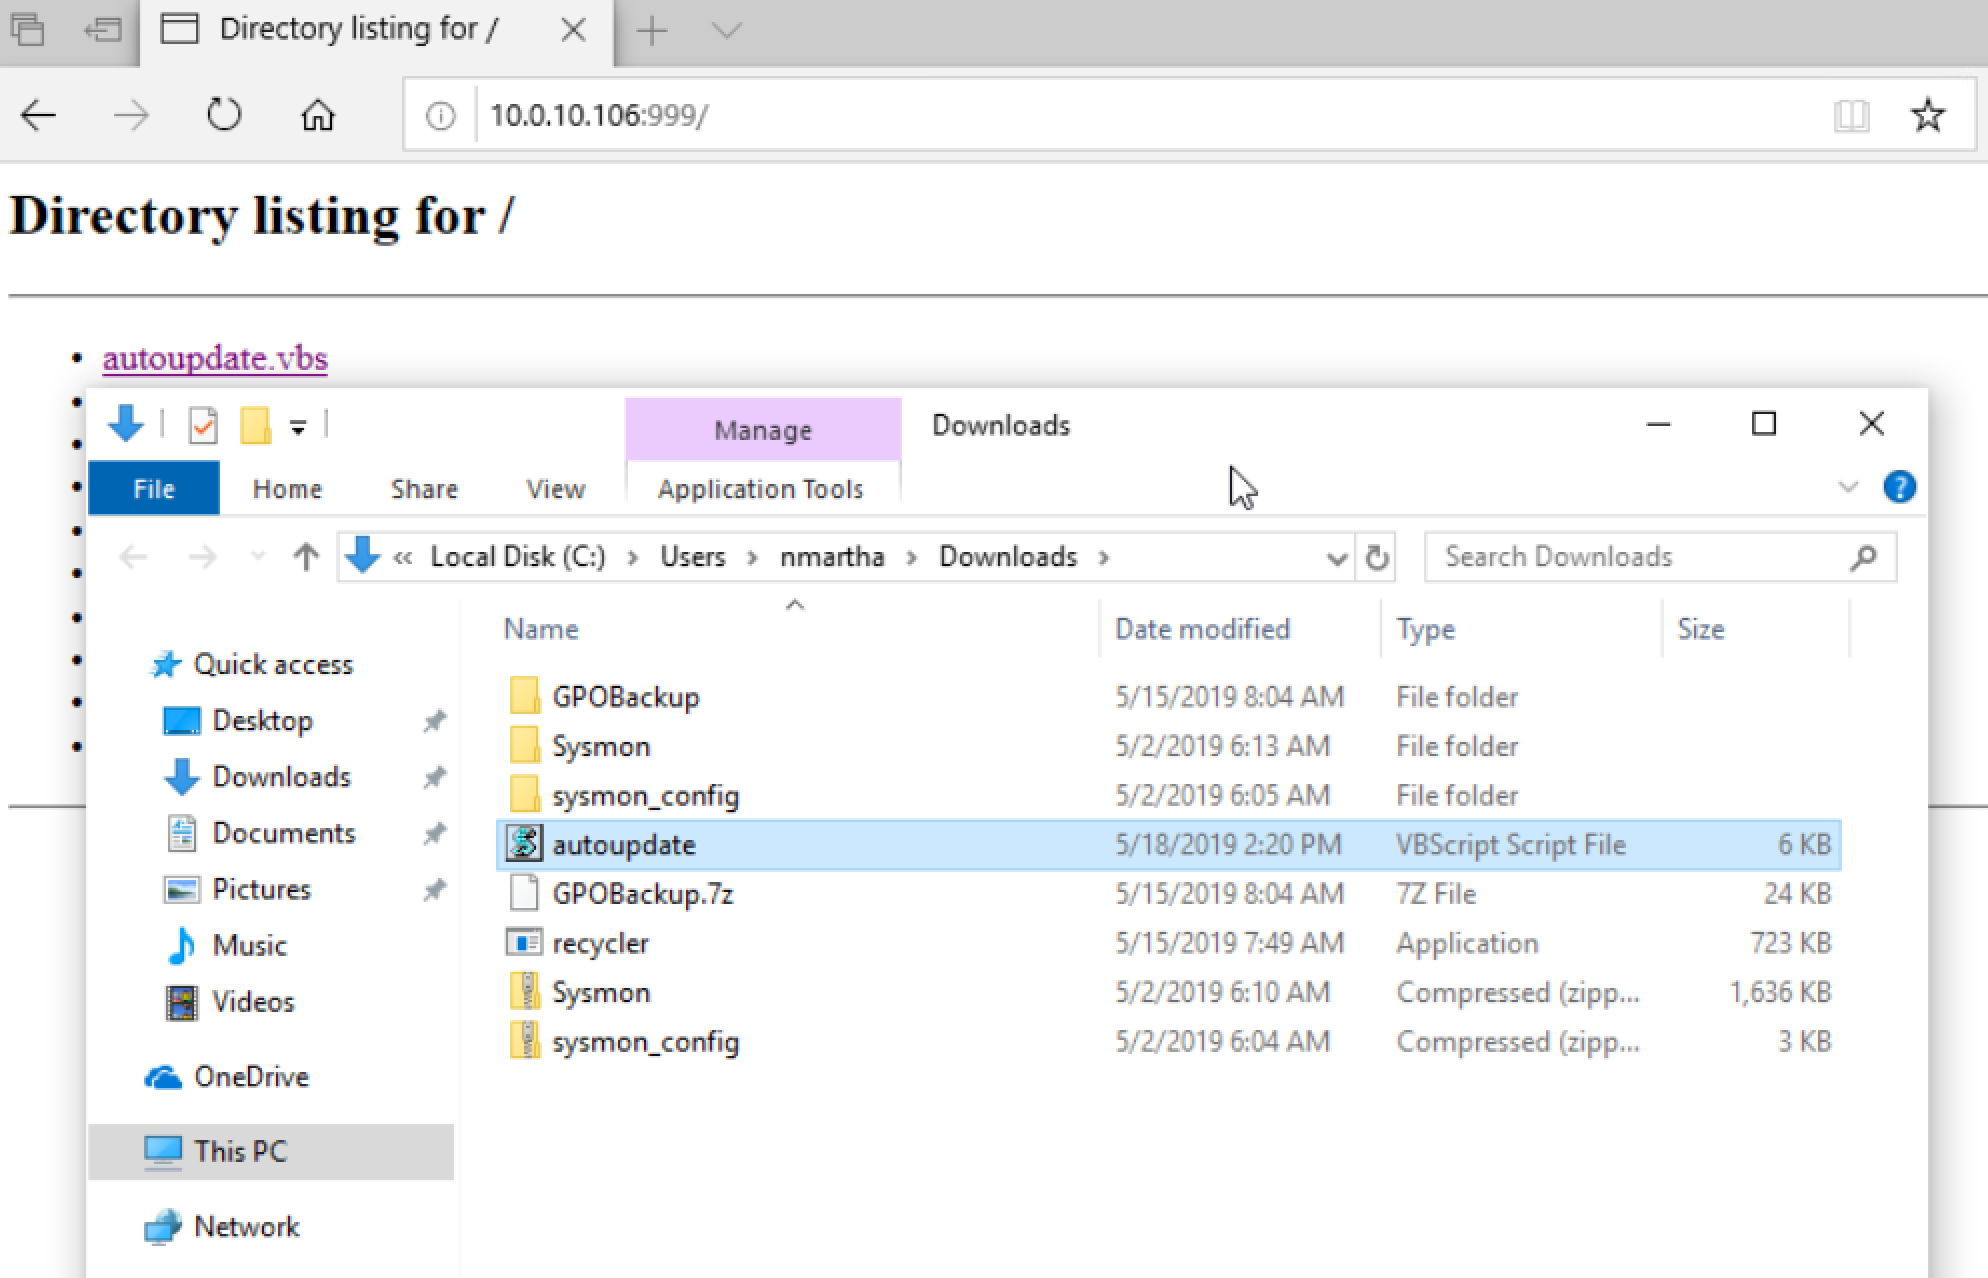 Directory listing for /
10.0.10.106:999/
Directory listing for /
autoupdate.vbs
Manage
Downloads
File Home Share View Application Tools
?
« Local Disk (C:) > Users > nmartha > Downloads >
Search Downloads
Name Date modified Type Size
Quick access
Desktop
Downloads
Documents
Pictures
Music
Videos
OneDrive
This PC
Network
GPOBackup 5/15/2019 8:04 AM File folder
Sysmon 5/2/2019 6:13 AM File folder
sysmon_config 5/2/2019 6:05 AM File folder
autoupdate 5/18/2019 2:20 PM VBScript Script File 6 KB
GPOBackup.7z 5/15/2019 8:04 AM 7Z File 24 KB
recycler 5/15/2019 7:49 AM Application 723 KB
Sysmon 5/2/2019 6:10 AM Compressed (zipp... 1,636 KB
sysmon_config 5/2/2019 6:04 AM Compressed (zipp... 3 KB